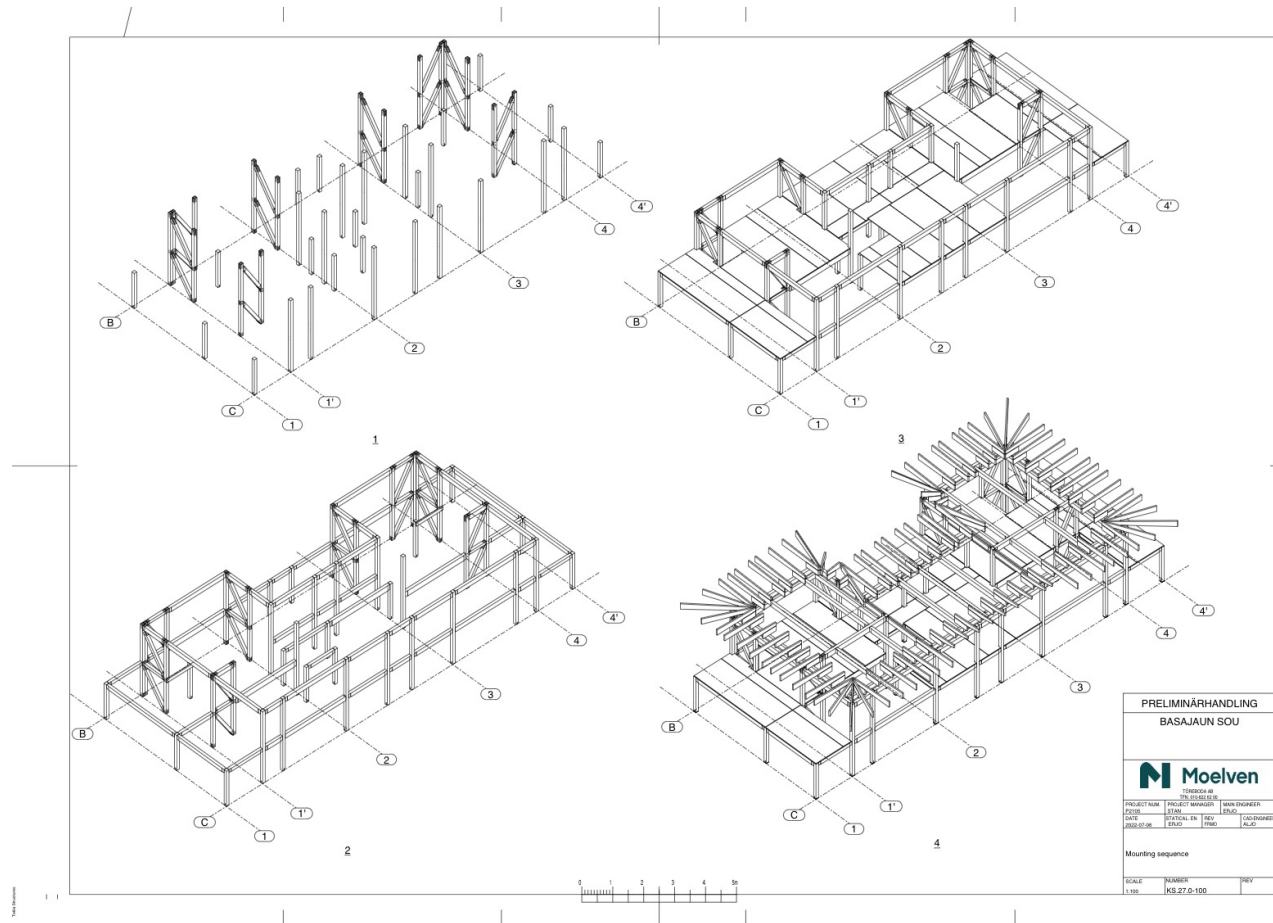 B
C
1
1'
2
3
4
4'
1
B
C
1
1'
2
3
4
4'
3
B
C
1
1'
2
3
4
4'
2
B
C
1
1'
2
3
4
4'
4
0 1 2 3 4 5m
PRELIMINÄRHANDLING
BASAJAUN SOU
Moelven
TÖREBODA AB
PROJECT NUM. PROJECT MANAGER MAIN ENGINEER
P2105 STAN ERJO
DATE STATICAL EN REV CAD-ENGINEER
2022-07-08 ERJO FRMO ALJO
Mounting sequence
SCALE NUMBER REV
1:100 KS.27.0-100